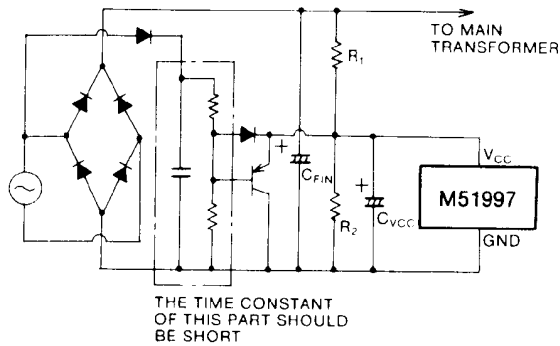 TO MAIN
TRANSFORMER
R1
VCC
CFIN
M51997
R2
CVCC
GND
THE TIME CONSTANT
OF THIS PART SHOULD
BE SHORT